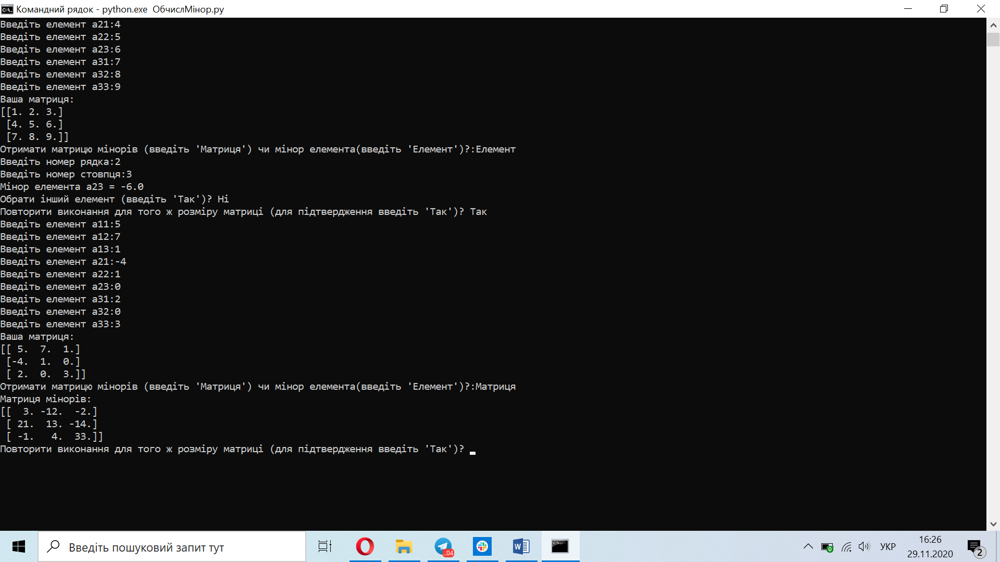 Командний рядок - python.exe ОбчислМінор.py
Введіть елемент a21:4
Введіть елемент a22:5
Введіть елемент a23:6
Введіть елемент a31:7
Введіть елемент a32:8
Введіть елемент a33:9
Ваша матриця:
[[1. 2. 3.]
 [4. 5. 6.]
 [7. 8. 9.]]
Отримати матрицю мінорів (введіть 'Матриця') чи мінор елемента(введіть 'Елемент')?:Елемент
Введіть номер рядка:2
Введіть номер стовпця:3
Мінор елемента a23 = -6.0
Обрати інший елемент (введіть 'Так')? Ні
Повторити виконання для того ж розміру матриці (для підтвердження введіть 'Так')? Так
Введіть елемент a11:5
Введіть елемент a12:7
Введіть елемент a13:1
Введіть елемент a21:-4
Введіть елемент a22:1
Введіть елемент a23:0
Введіть елемент a31:2
Введіть елемент a32:0
Введіть елемент a33:3
Ваша матриця:
[[ 5.  7.  1.]
 [-4.  1.  0.]
 [ 2.  0.  3.]]
Отримати матрицю мінорів (введіть 'Матриця') чи мінор елемента(введіть 'Елемент')?:Матриця
Матриця мінорів:
[[  3. -12.  -2.]
 [ 21.  13. -14.]
 [ -1.   4.  33.]]
Повторити виконання для того ж розміру матриці (для підтвердження введіть 'Так')?
Введіть пошуковий запит тут
..04
W
УКР
16:26
29.11.2020
2